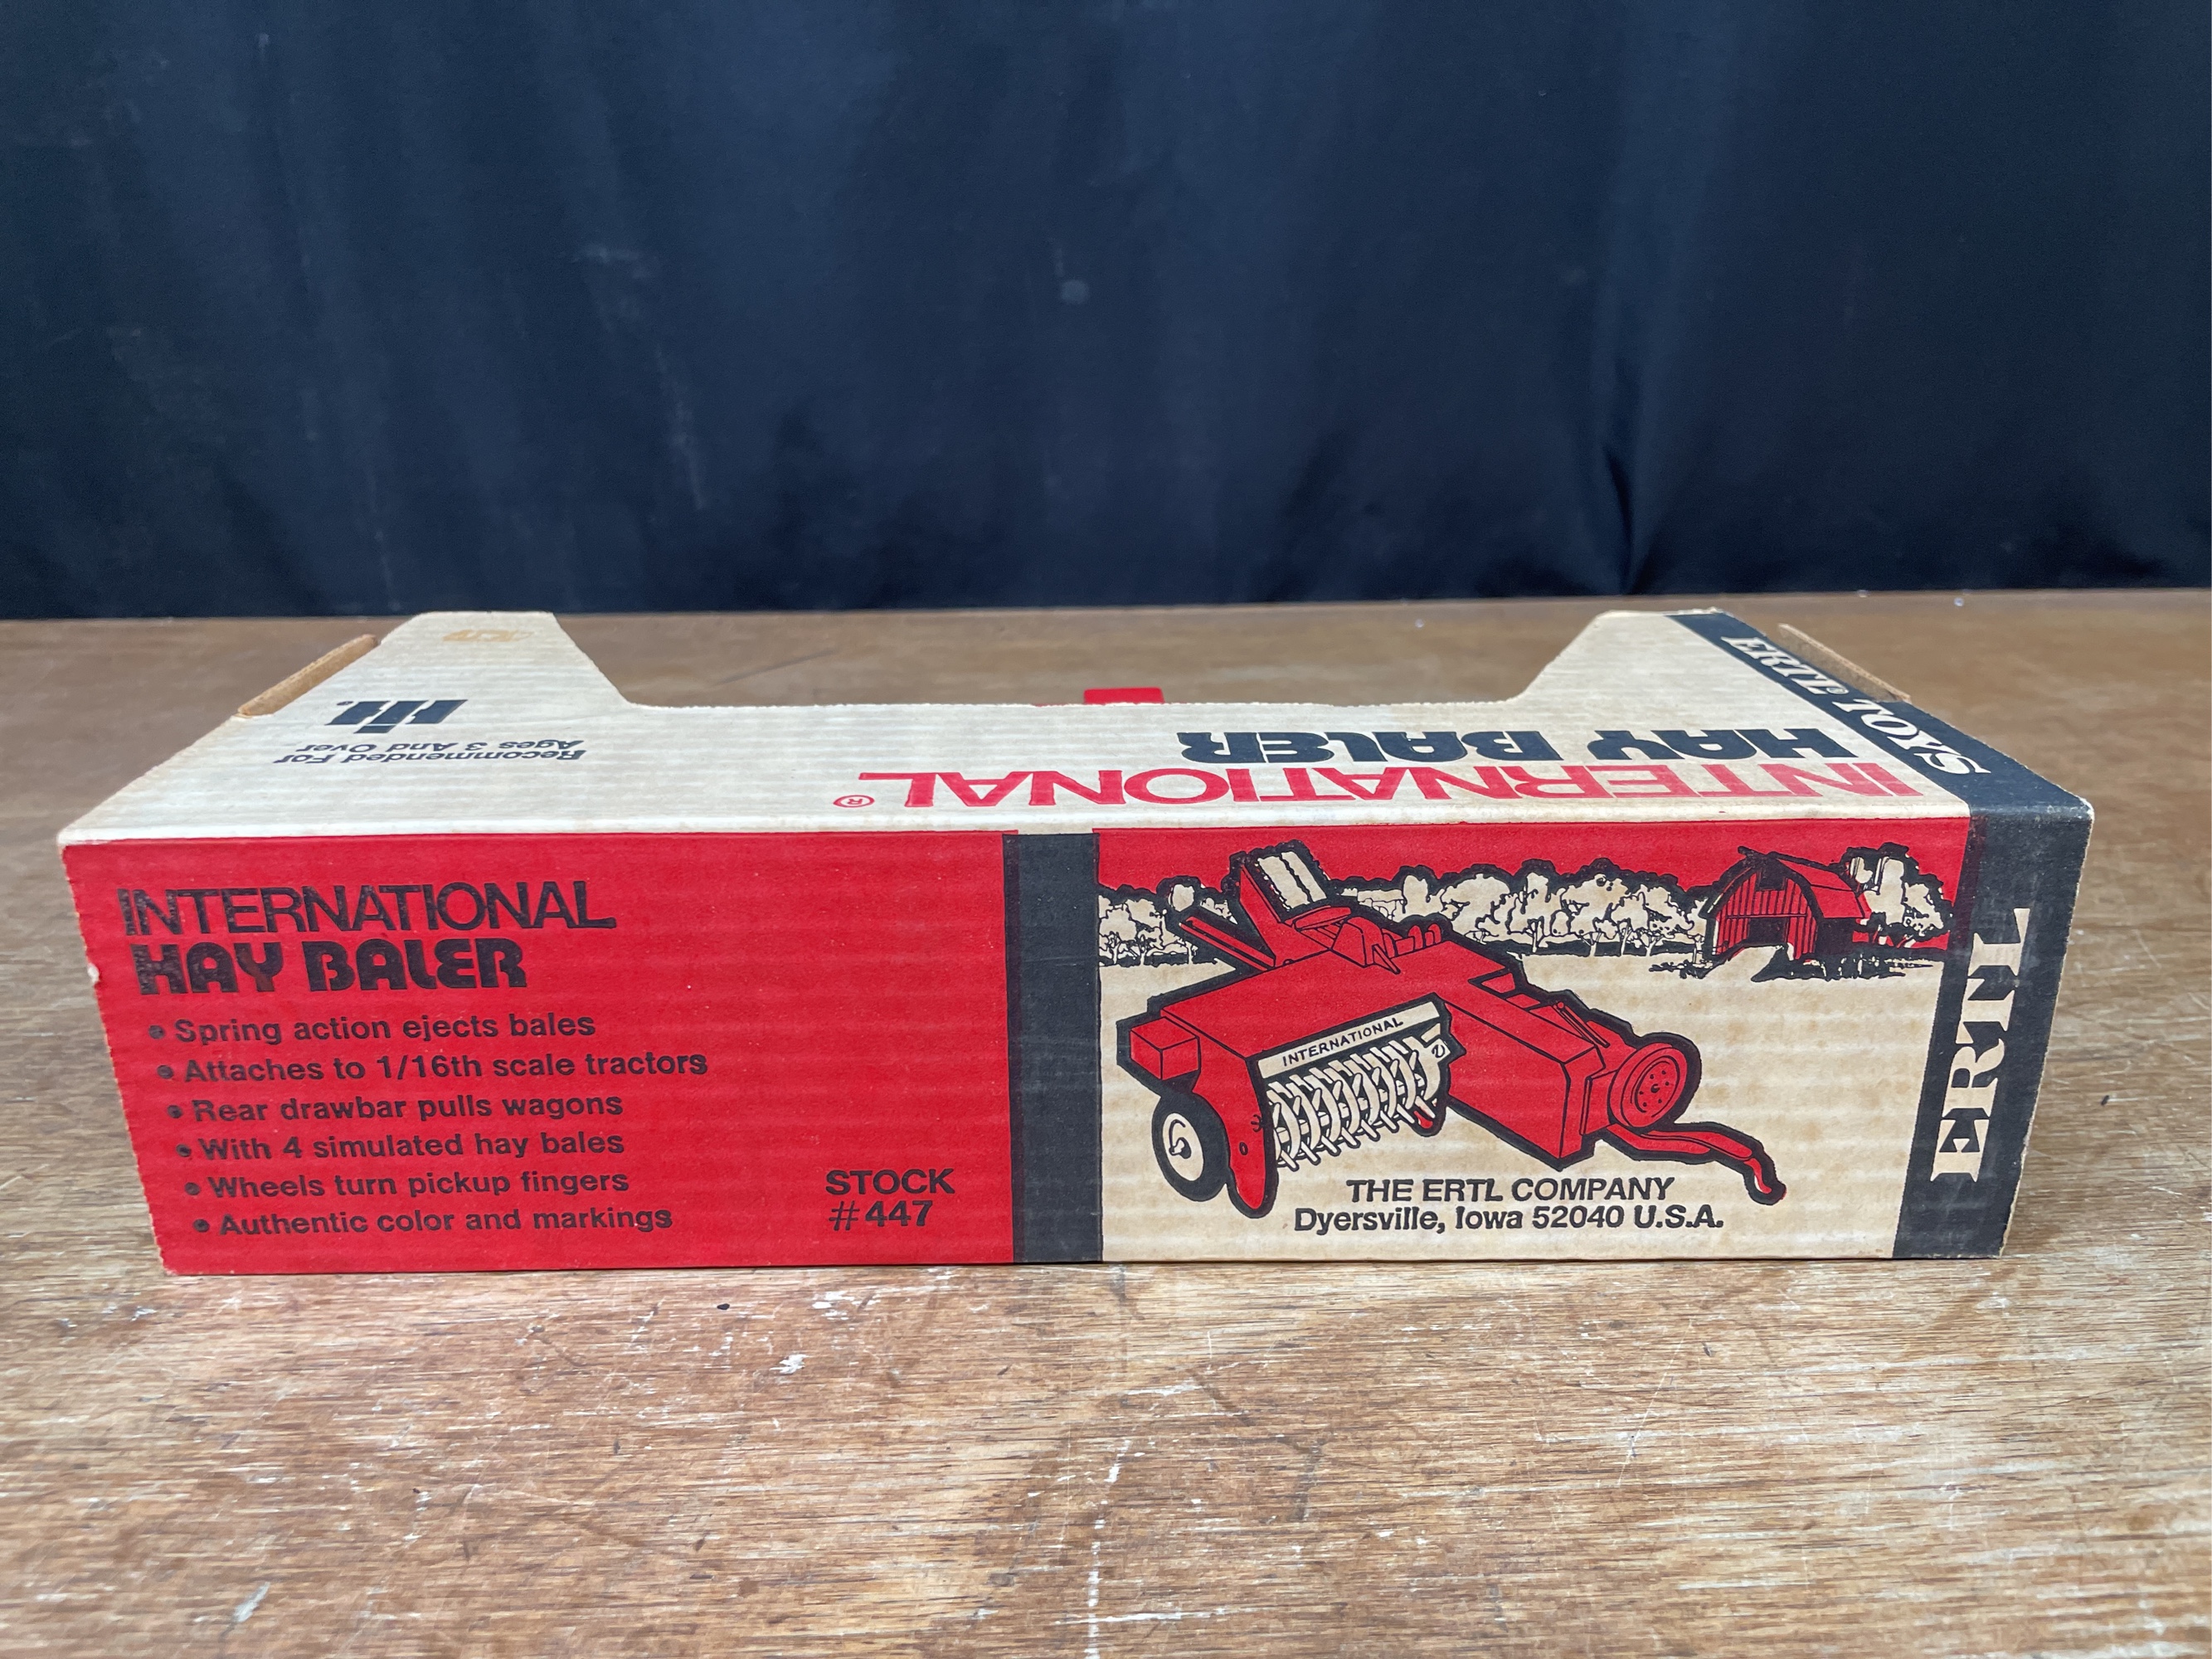 ERTL TOYS
INTERNATIONAL®
HAY BALER
Recommended For
Ages 3 And Over
INTERNATIONAL
HAY BALER
• Spring action ejects bales
• Attaches to 1/16th scale tractors
• Rear drawbar pulls wagons
• With 4 simulated hay bales
• Wheels turn pickup fingers
• Authentic color and markings
STOCK
#447
INTERNATIONAL
THE ERTL COMPANY
Dyersville, Iowa 52040 U.S.A.
ERTL